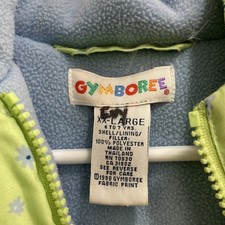 GYMBOREE
XX-LARGE
6 TO 7 YRS.
SHELL/LINING/
FILLER:
100% POLYESTER
MADE IN
THAILAND
RN 70930
CA 31802
SEE REVERSE
FOR CARE
©1999 GYMBOREE
FABRIC PRINT